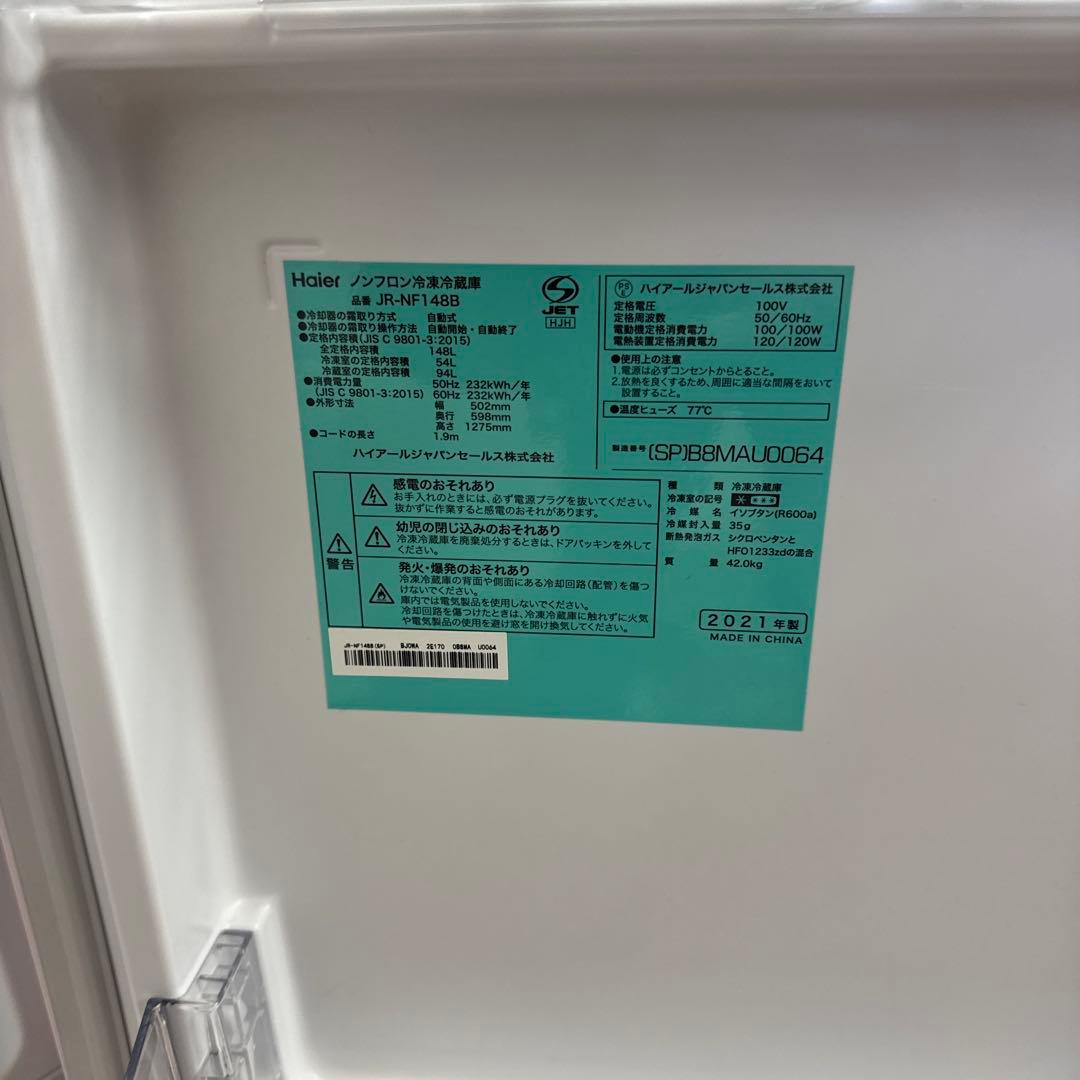 Haier ノンフロン冷凍冷蔵庫
品番 JR-NF148B
●冷却器の霜取り方式 自動式
●冷却器の霜取り操作方法 自動開始・自動終了
●定格内容積(JIS C 9801-3:2015)
全定格内容積 148L
冷凍室の定格内容積 54L
冷蔵室の定格内容積 94L
●消費電力量 50Hz 232kWh/年
(JIS C 9801-3:2015) 60Hz 232kWh/年
●外形寸法 幅 502mm
奥行 598mm
高さ 1275mm
●コードの長さ 1.9m
ハイアールジャパンセールス株式会社
JET
HJH
PS
E
ハイアールジャパンセールス株式会社
定格電圧 100V
定格周波数 50/60Hz
電動機定格消費電力 100/100W
電熱装置定格消費電力 120/120W
●使用上の注意
1.電源は必ずコンセントからとること。
2.放熱を良くするため、周囲に適当な間隔をおいて
設置すること。
●温度ヒューズ 77℃
製造番号 (SP)B8MAU0064
警告
感電のおそれあり
お手入れのときには、必ず電源プラグを抜いてください。
抜かずに作業すると感電のおそれがあります。
幼児の閉じ込みのおそれあり
冷凍冷蔵庫を廃棄処分するときは、ドアパッキンを外して
ください。
発火・爆発のおそれあり
冷凍冷蔵庫の背面や側面にある冷却回路(配管)を傷つ
けないでください。
庫内では電気製品を使用しないでください。
冷却回路を傷つけたときは、冷凍冷蔵庫に触れずに火気
や電気製品の使用を避け窓を開け換気してください。
種類 冷凍冷蔵庫
冷凍室の記号 * ***
冷媒名 イソブタン(R600a)
冷媒封入量 35g
断熱発泡ガス シクロペンタンと
HFO1233zdの混合
質量 42.0kg
2021年製
MADE IN CHINA
JR-NF148B(SP) BJ0WA 2E170 0B8MA U0064